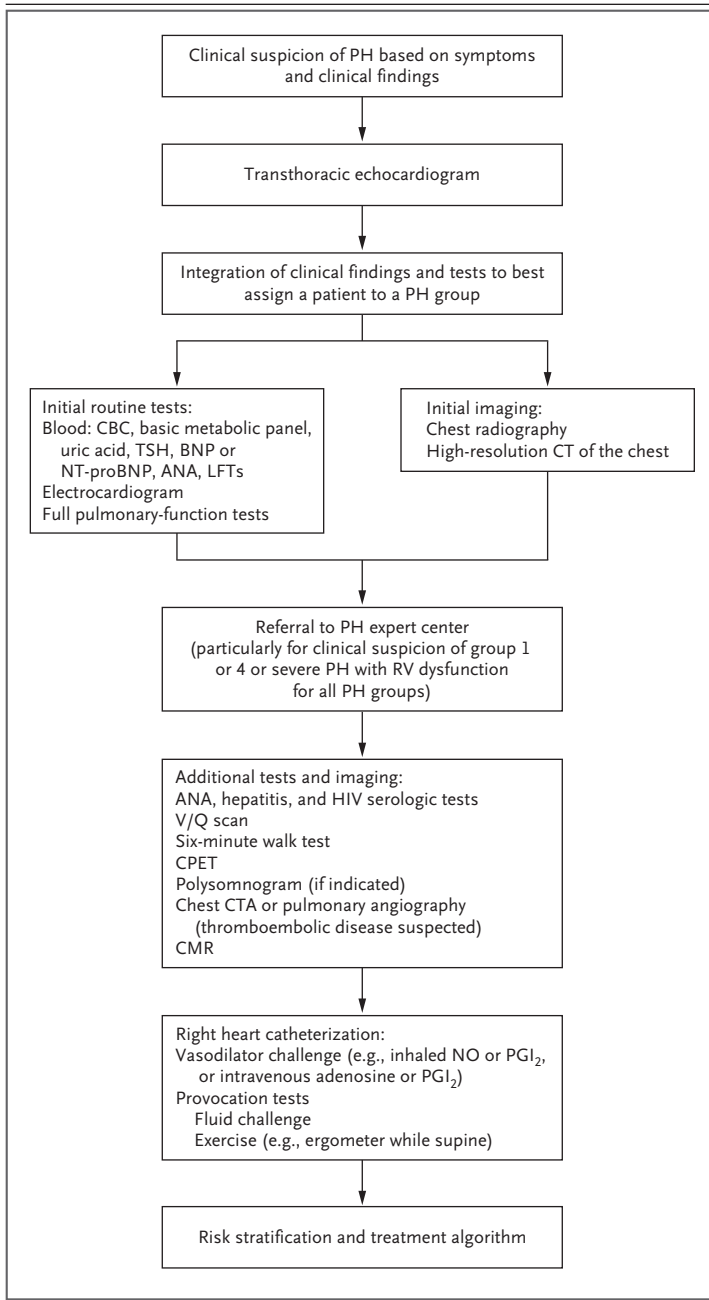 Clinical suspicion of PH based on symptoms
and clinical findings
Transthoracic echocardiogram
Integration of clinical findings and tests to best
assign a patient to a PH group
Initial routine tests:
Blood: CBC, basic metabolic panel,
uric acid, TSH, BNP or
NT-proBNP, ANA, LFTs
Electrocardiogram
Full pulmonary-function tests
Initial imaging:
Chest radiography
High-resolution CT of the chest
Referral to PH expert center
(particularly for clinical suspicion of group 1
or 4 or severe PH with RV dysfunction
for all PH groups)
Additional tests and imaging:
ANA, hepatitis, and HIV serologic tests
V/Q scan
Six-minute walk test
CPET
Polysomnogram (if indicated)
Chest CTA or pulmonary angiography
(thromboembolic disease suspected)
CMR
Right heart catheterization:
Vasodilator challenge (e.g., inhaled NO or PGI₂,
or intravenous adenosine or PGI₂)
Provocation tests
Fluid challenge
Exercise (e.g., ergometer while supine)
Risk stratification and treatment algorithm